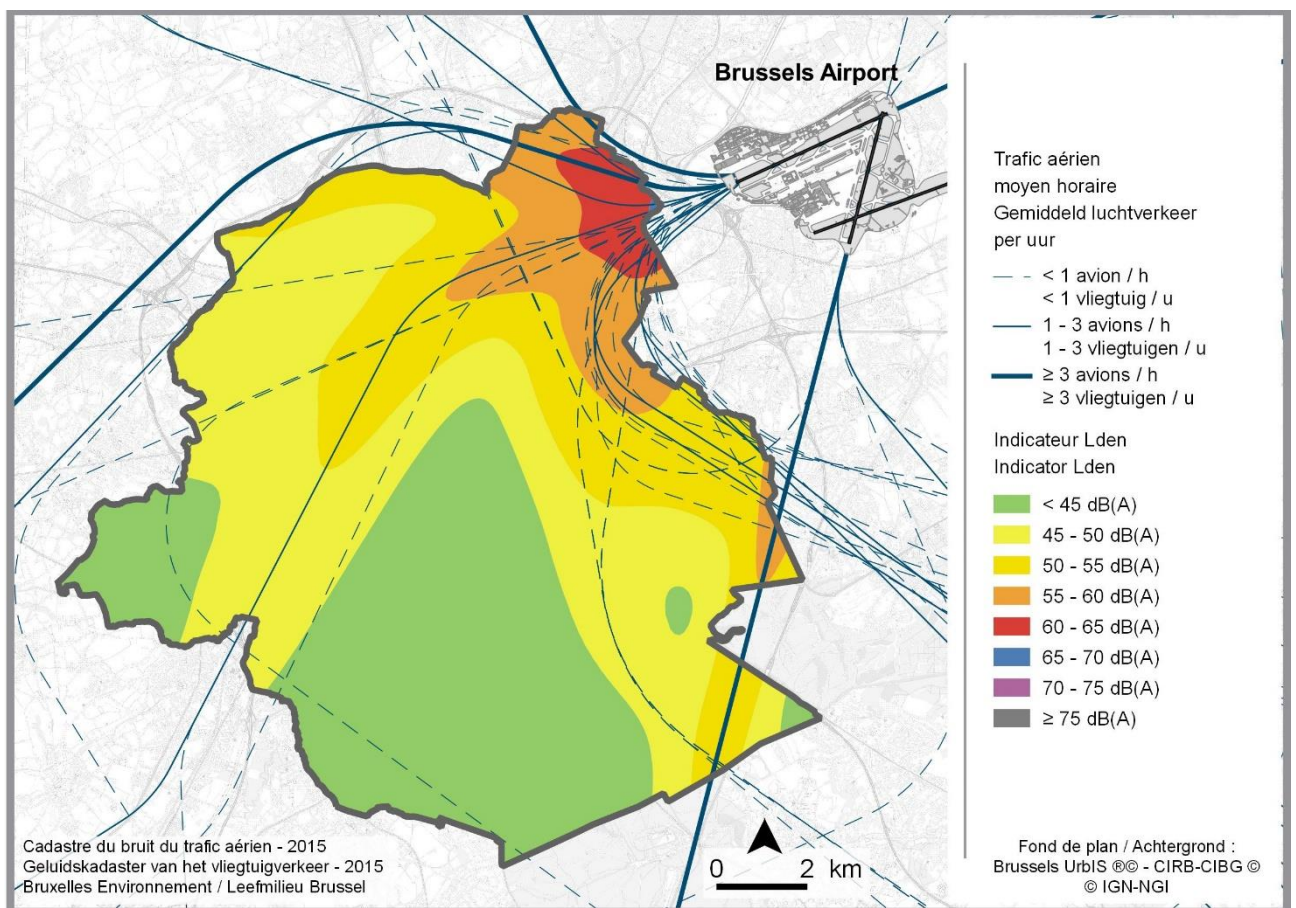 Brussels Airport
Trafic aérien
moyen horaire
Gemiddeld luchtverkeer
per uur
< 1 avion / h
< 1 vliegtuig / u
1 - 3 avions / h
1 - 3 vliegtuigen / u
≥ 3 avions / h
≥ 3 vliegtuigen / u
Indicateur Lden
Indicator Lden
< 45 dB(A)
45 - 50 dB(A)
50 - 55 dB(A)
55 - 60 dB(A)
60 - 65 dB(A)
65 - 70 dB(A)
70 - 75 dB(A)
≥ 75 dB(A)
Cadastre du bruit du trafic aérien - 2015
Geluidskadaster van het vliegtuigverkeer - 2015
Bruxelles Environnement / Leefmilieu Brussel
0 2 km
Fond de plan / Achtergrond :
Brussels UrbIS ®© - CIRB-CIBG ©
© IGN-NGI